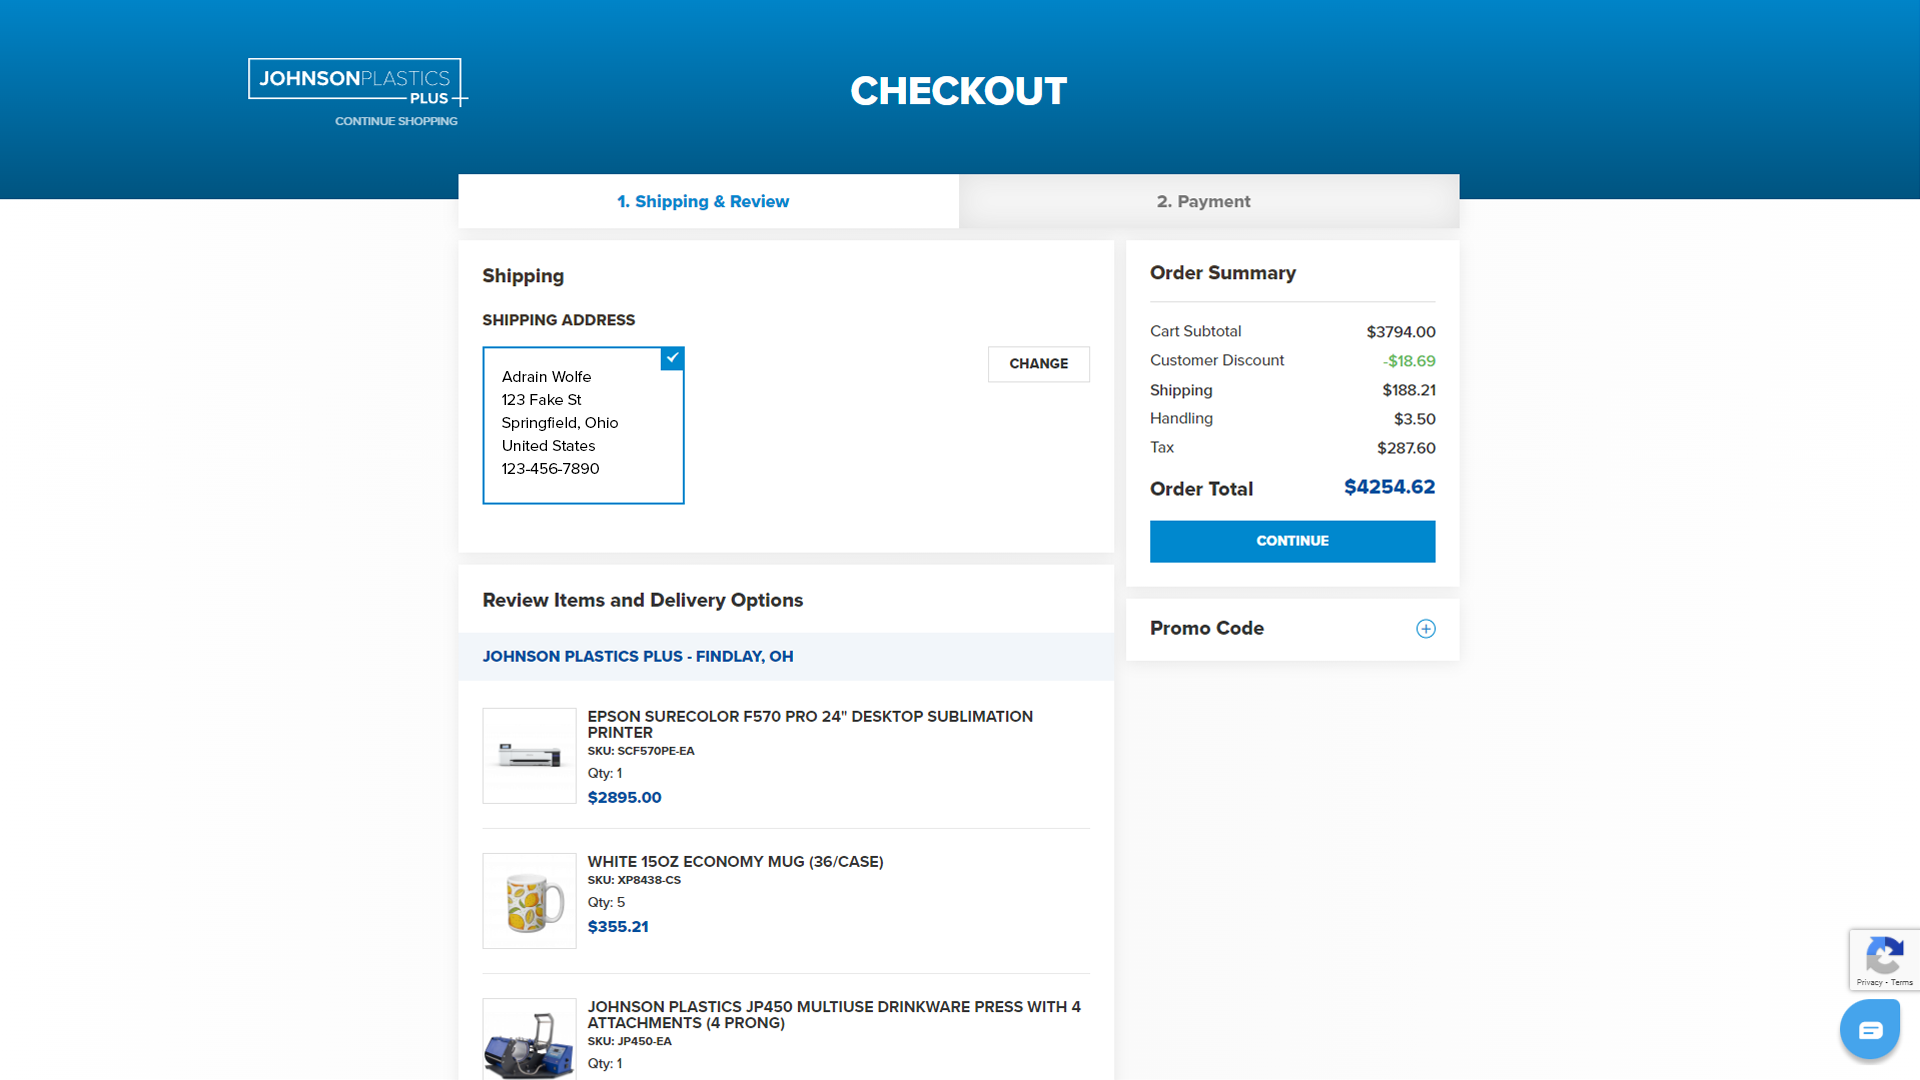 JOHNSONPLASTICS
PLUS
CONTINUE SHOPPING
CHECKOUT
1. Shipping & Review
2. Payment
Shipping
SHIPPING ADDRESS
Adrain Wolfe
123 Fake St
Springfield, Ohio
United States
123-456-7890
CHANGE
Order Summary
Cart Subtotal $3794.00
Customer Discount -$18.69
Shipping $188.21
Handling $3.50
Tax $287.60
Order Total $4254.62
CONTINUE
Promo Code
Review Items and Delivery Options
JOHNSON PLASTICS PLUS - FINDLAY, OH
EPSON SURECOLOR F570 PRO 24" DESKTOP SUBLIMATION
PRINTER
SKU: SCF570PE-EA
Qty: 1
$2895.00
WHITE 15OZ ECONOMY MUG (36/CASE)
SKU: XP8438-CS
Qty: 5
$355.21
JOHNSON PLASTICS JP450 MULTIUSE DRINKWARE PRESS WITH 4
ATTACHMENTS (4 PRONG)
SKU: JP450-EA
Qty: 1
Privacy - Terms